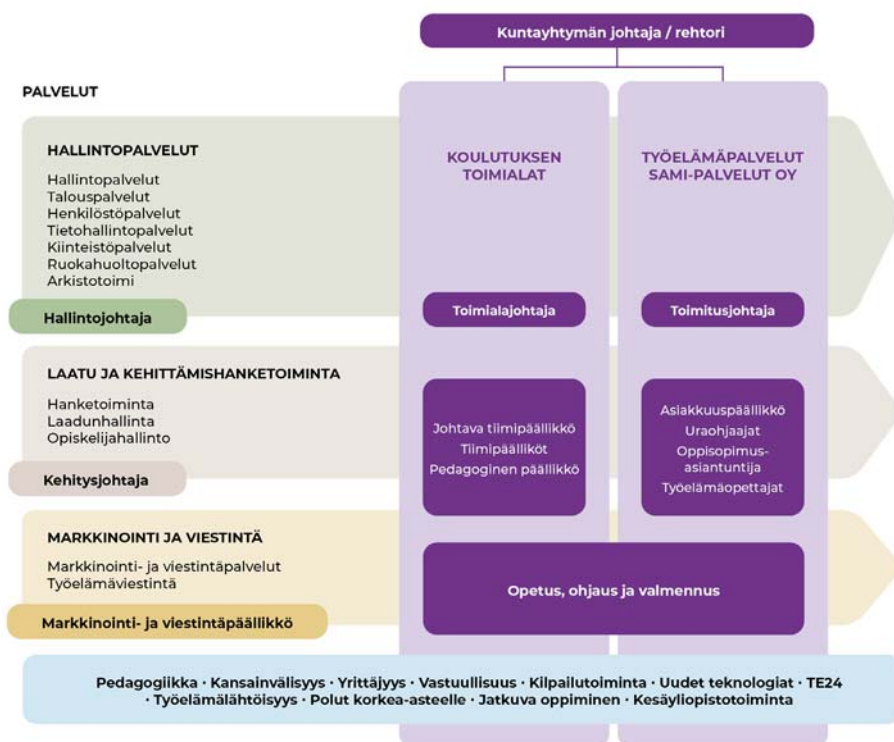 Kuntayhtymän johtaja / rehtori
PALVELUT
HALLINTOPALVELUT
Hallintopalvelut
Talouspalvelut
Henkilöstöpalvelut
Tietohallintopalvelut
Kiinteistöpalvelut
Ruokahuoltopalvelut
Arkistotoimi
Hallintojohtaja
KOULUTUKSEN
TOIMIALAT
TYÖELÄMÄPALVELUT
SAMI-PALVELUT OY
Toimialajohtaja
Toimitusjohtaja
LAATU JA KEHITTÄMISHANKETOIMINTA
Hanketoiminta
Laadunhallinta
Opiskelijahallinto
Kehitysjohtaja
Johtava tiimipäällikkö
Tiimipäälliköt
Pedagoginen päällikkö
Asiakkuuspäällikkö
Uraohjaajat
Oppisopimus-
asiantuntija
Työelämäopettajat
MARKKINOINTI JA VIESTINTÄ
Markkinointi- ja viestintäpalvelut
Työelämäviestintä
Markkinointi- ja viestintäpäällikkö
Opetus, ohjaus ja valmennus
Pedagogiikka · Kansainvälisyys · Yrittäjyys · Vastuullisuus · Kilpailutoiminta · Uudet teknologiat · TE24
· Työelämälähtöisyys · Polut korkea-asteelle · Jatkuva oppiminen · Kesäyliopistotoiminta